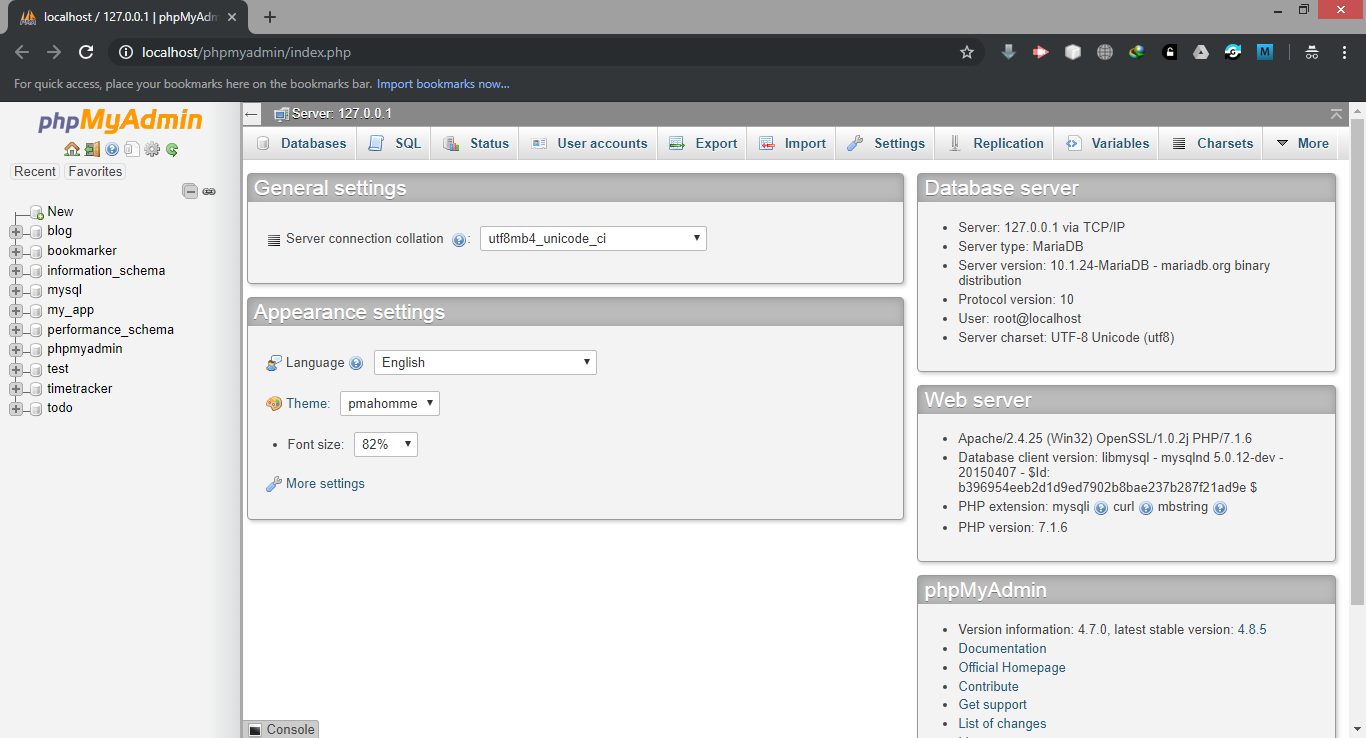 localhost / 127.0.0.1 | phpMyAdm
localhost/phpmyadmin/index.php
M
For quick access, place your bookmarks here on the bookmarks bar. Import bookmarks now...
phpMyAdmin
Recent Favorites
New
blog
bookmarker
information_schema
mysql
my_app
performance_schema
phpmyadmin
test
timetracker
todo
Server: 127.0.0.1
Databases SQL Status User accounts Export Import Settings Replication Variables Charsets More
General settings
Server connection collation : utf8mb4_unicode_ci
Appearance settings
Language English
Theme: pmahomme
• Font size: 82%
More settings
Database server
• Server: 127.0.0.1 via TCP/IP
• Server type: MariaDB
• Server version: 10.1.24-MariaDB - mariadb.org binary
distribution
• Protocol version: 10
• User: root@localhost
• Server charset: UTF-8 Unicode (utf8)
Web server
• Apache/2.4.25 (Win32) OpenSSL/1.0.2j PHP/7.1.6
• Database client version: libmysql - mysqlnd 5.0.12-dev -
20150407 - $Id:
b396954eeb2d1d9ed7902b8bae237b287f21ad9e $
• PHP extension: mysqli curl mbstring
• PHP version: 7.1.6
phpMyAdmin
• Version information: 4.7.0, latest stable version: 4.8.5
• Documentation
• Official Homepage
• Contribute
• Get support
• List of changes
Console